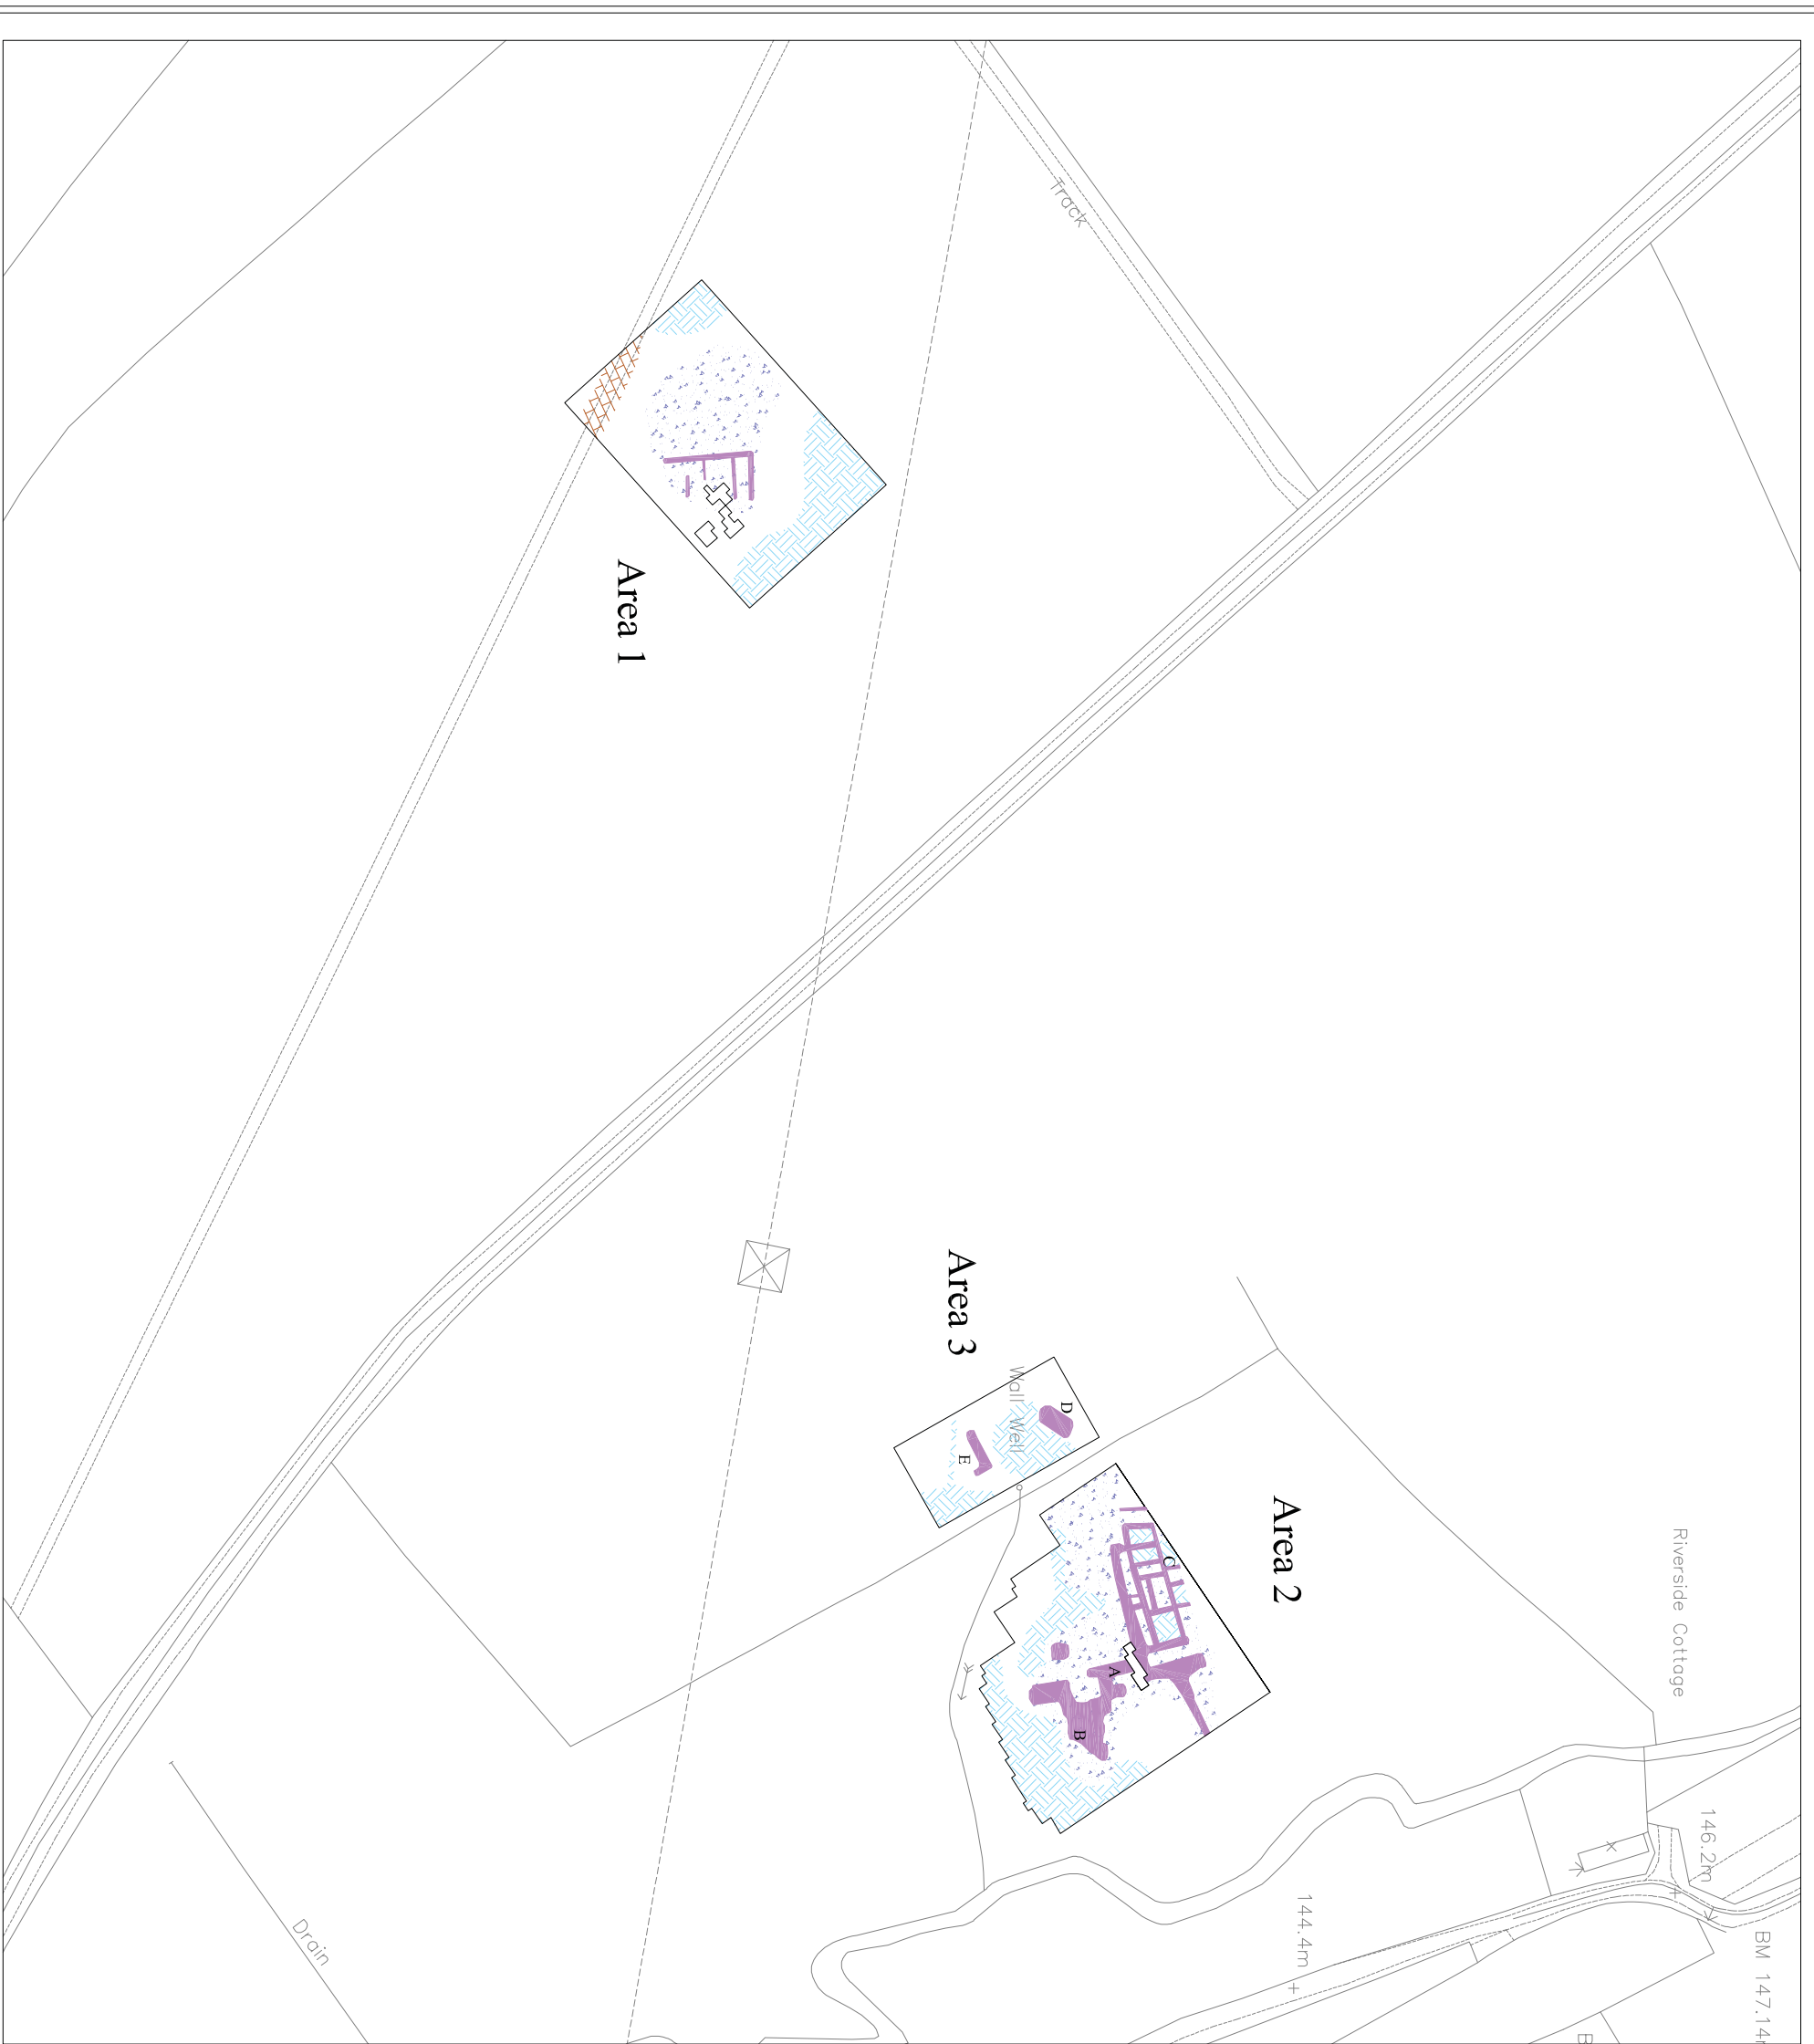 Track
Area 1
Area 3
Wall Well
D
E
Area 2
C
A
B
Riverside Cottage
146.2m
144.4m
BM 147.14
Drain